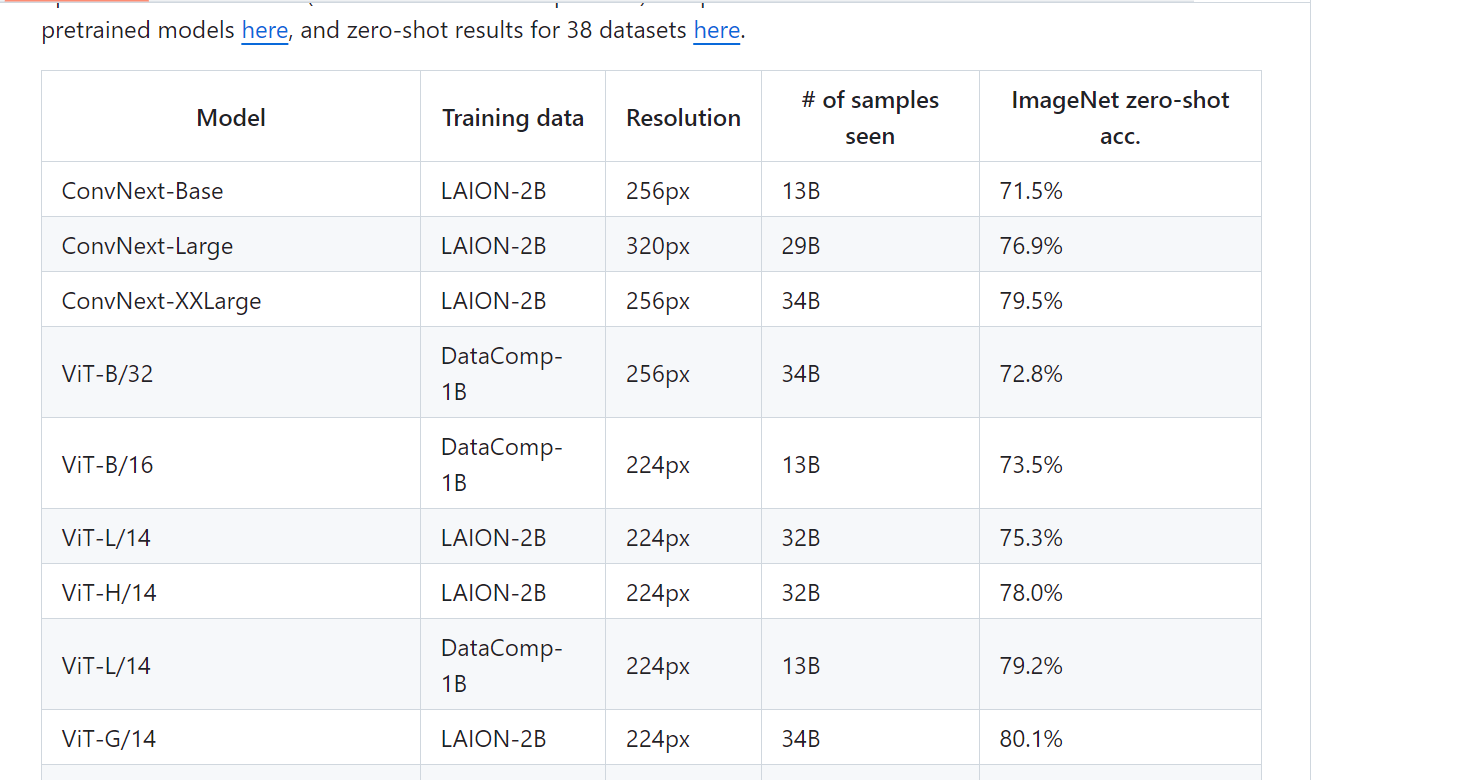 pretrained models here, and zero-shot results for 38 datasets here.
Model Training data Resolution # of samples seen ImageNet zero-shot acc.
ConvNext-Base LAION-2B 256px 13B 71.5%
ConvNext-Large LAION-2B 320px 29B 76.9%
ConvNext-XXLarge LAION-2B 256px 34B 79.5%
ViT-B/32 DataComp-1B 256px 34B 72.8%
ViT-B/16 DataComp-1B 224px 13B 73.5%
ViT-L/14 LAION-2B 224px 32B 75.3%
ViT-H/14 LAION-2B 224px 32B 78.0%
ViT-L/14 DataComp-1B 224px 13B 79.2%
ViT-G/14 LAION-2B 224px 34B 80.1%